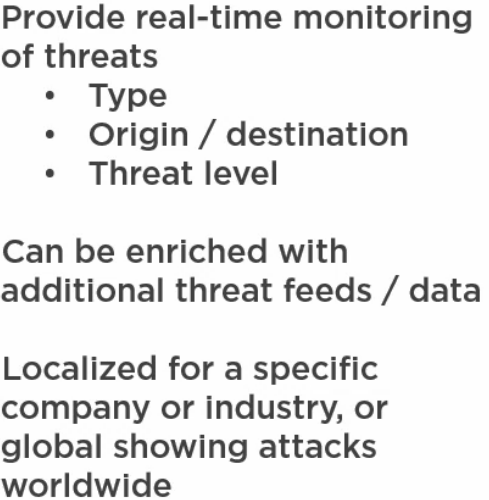 Provide real-time monitoring
of threats
• Type
• Origin / destination
• Threat level
Can be enriched with
additional threat feeds / data
Localized for a specific
company or industry, or
global showing attacks
worldwide